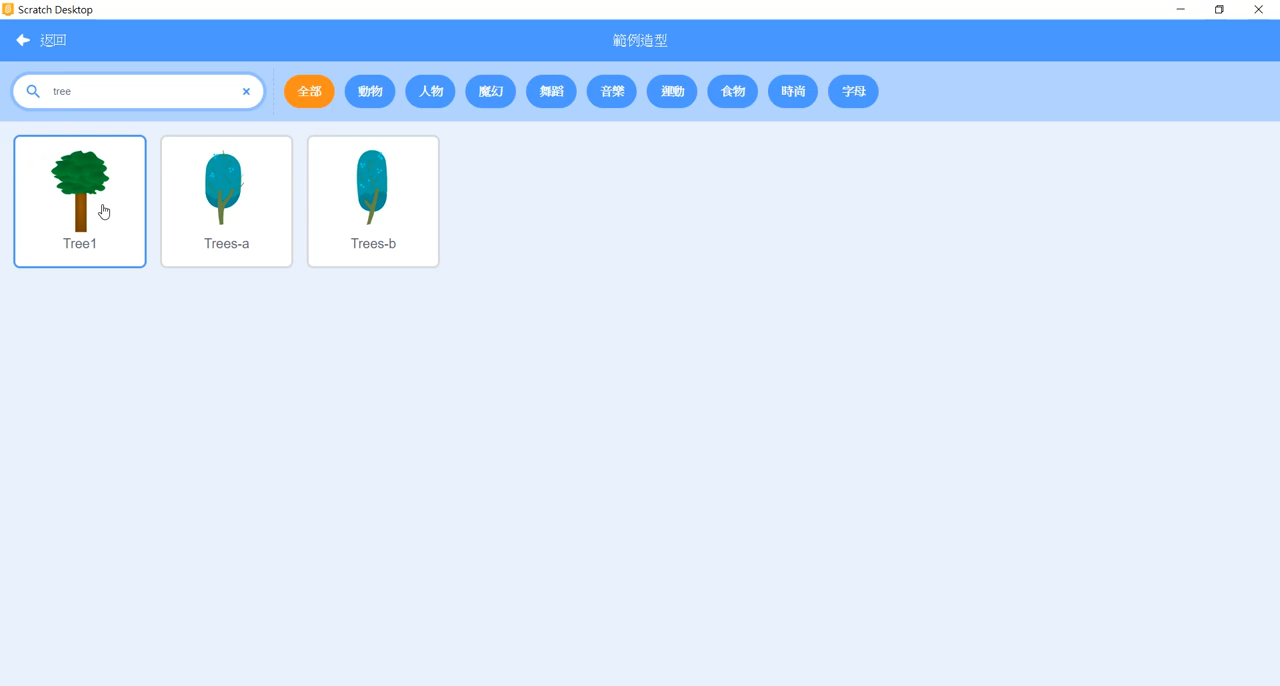 Scratch Desktop
返回
範例造型
tree
全部 動物 人物 魔幻 舞蹈 音樂 運動 食物 時尚 字母
Tree1 Trees-a Trees-b